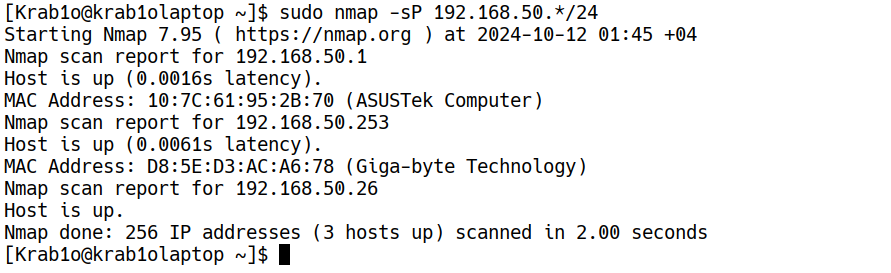 [Krab1o@krab1olaptop ~]$ sudo nmap -sP 192.168.50.*/24
Starting Nmap 7.95 ( https://nmap.org ) at 2024-10-12 01:45 +04
Nmap scan report for 192.168.50.1
Host is up (0.0016s latency).
MAC Address: 10:7C:61:95:2B:70 (ASUSTek Computer)
Nmap scan report for 192.168.50.253
Host is up (0.0061s latency).
MAC Address: D8:5E:D3:AC:A6:78 (Giga-byte Technology)
Nmap scan report for 192.168.50.26
Host is up.
Nmap done: 256 IP addresses (3 hosts up) scanned in 2.00 seconds
[Krab1o@krab1olaptop ~]$